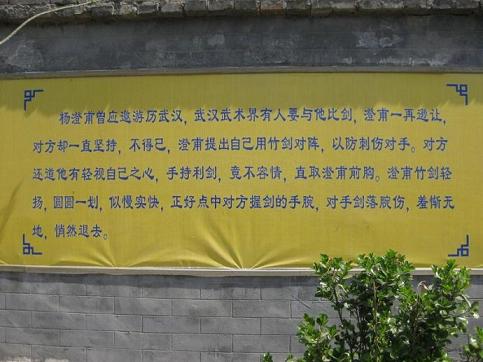 杨澄甫曾应邀游历武汉，武汉武术界有人要与他比剑，澄甫一再逊让，
对方却一直坚持，不得已，澄甫提出自己用竹剑对阵，以防刺伤对手。对方
还道他有轻视自己之心，手持利剑，竟不容情，直取澄甫前胸。澄甫竹剑轻
扬，圆圆一划，似慢实快，正好点中对方握剑的手腕，对手剑落腕伤，羞惭无
地，悄然退去。